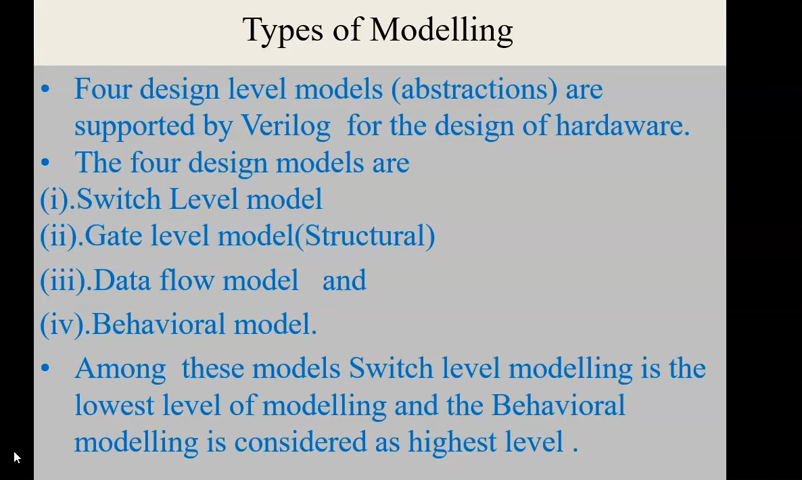 Types of Modelling
• Four design level models (abstractions) are
supported by Verilog  for the design of hardaware.
• The four design models are
(i).Switch Level model
(ii).Gate level model(Structural)
(iii).Data flow model   and
(iv).Behavioral model.
• Among  these models Switch level modelling is the
lowest level of modelling and the Behavioral
modelling is considered as highest level .